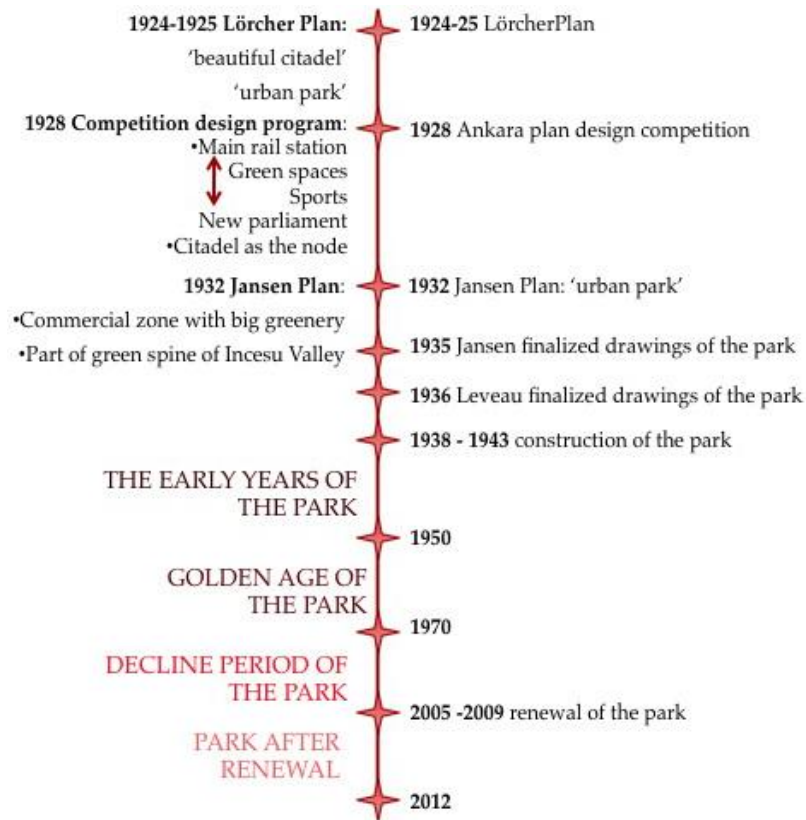 1924-1925 Lörcher Plan:
1924-25 LörcherPlan
'beautiful citadel'
'urban park'
1928 Competition design program:
1928 Ankara plan design competition
•Main rail station
Green spaces
Sports
New parliament
•Citadel as the node
1932 Jansen Plan:
1932 Jansen Plan: 'urban park'
•Commercial zone with big greenery
•Part of green spine of Incesu Valley
1935 Jansen finalized drawings of the park
1936 Leveau finalized drawings of the park
1938 - 1943 construction of the park
THE EARLY YEARS OF
THE PARK
1950
GOLDEN AGE OF
THE PARK
1970
DECLINE PERIOD OF
THE PARK
2005 -2009 renewal of the park
PARK AFTER
RENEWAL
2012